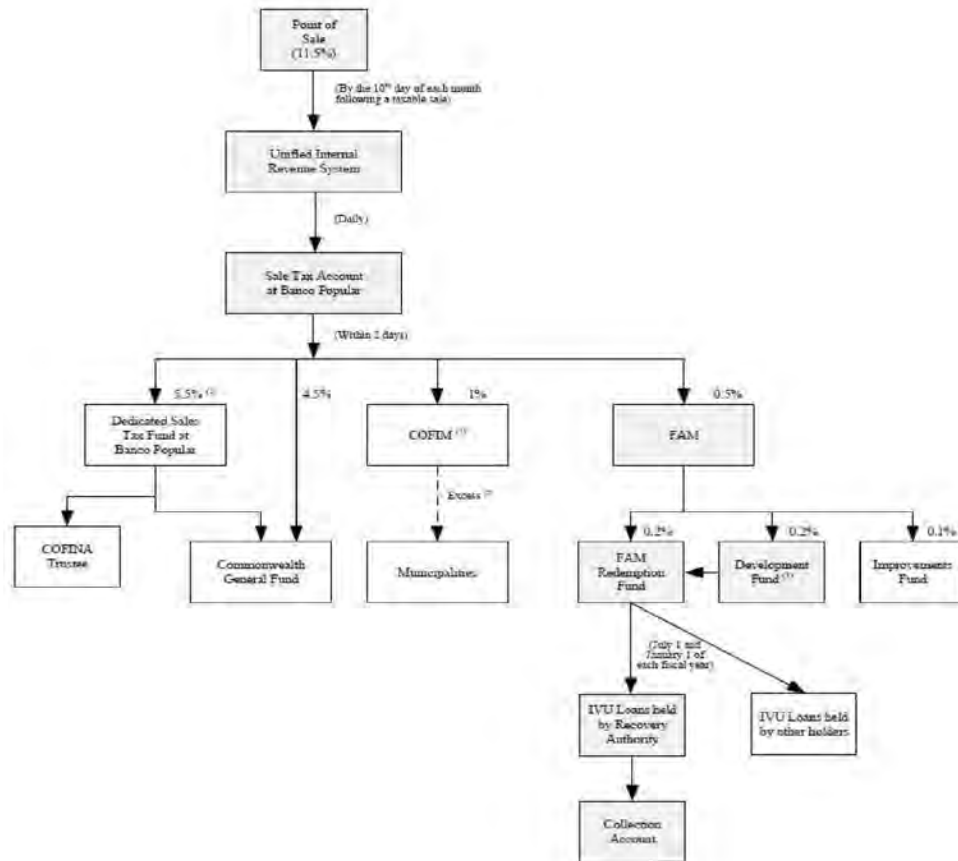 Point of
Sale
(11.5%)
(By the 10th day of each month
following a taxable sale)
Unified Internal
Revenue System
(Daily)
Sale Tax Account
at Banco Popular
(Within 2 days)
5.5%
4.5%
1%
0.5%
Dedicated Sales
Tax Fund at
Banco Popular
COFIM
FAM
Excess
0.2%
0.2%
0.1%
COFINA
Trustee
Commonwealth
General Fund
Municipalities
FAM
Redemption
Fund
Development
Fund
Improvements
Fund
(July 1 and
January 1 of
each fiscal year)
IVU Loans held
by Recovery
Authority
IVU Loans held
by other holders
Collection
Account